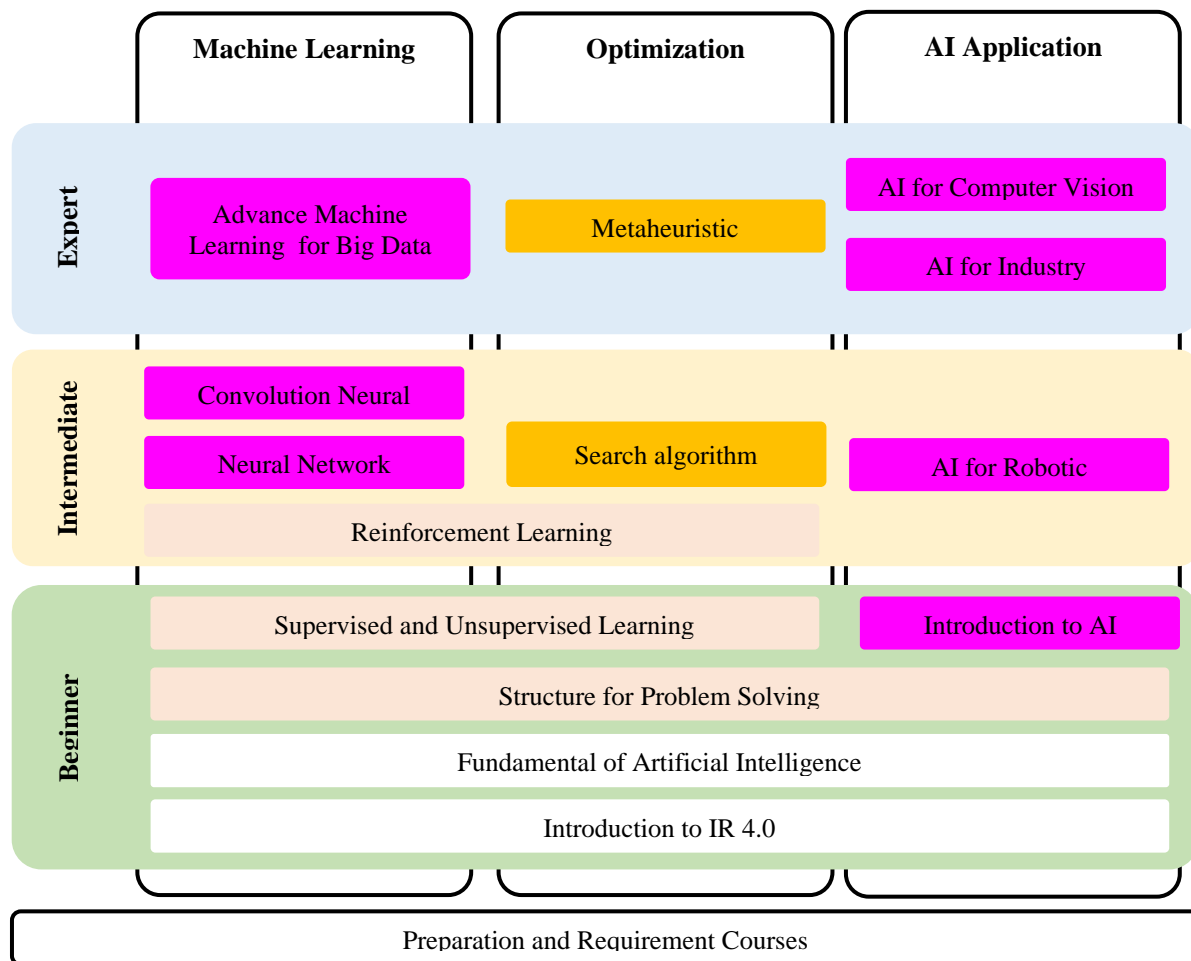 Machine Learning
Optimization
AI Application
Expert
Advance Machine
Learning for Big Data
Metaheuristic
AI for Computer Vision
AI for Industry
Intermediate
Convolution Neural
Neural Network
Search algorithm
AI for Robotic
Reinforcement Learning
Beginner
Supervised and Unsupervised Learning
Introduction to AI
Structure for Problem Solving
Fundamental of Artificial Intelligence
Introduction to IR 4.0
Preparation and Requirement Courses